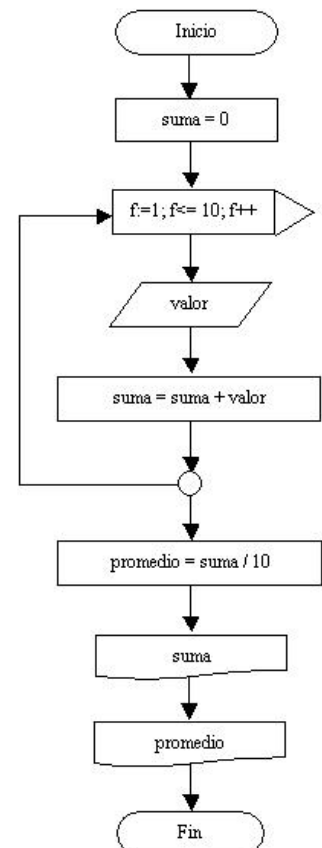 Inicio
suma = 0
f:=1; f<= 10; f++
valor
suma = suma + valor
promedio = suma / 10
suma
promedio
Fin